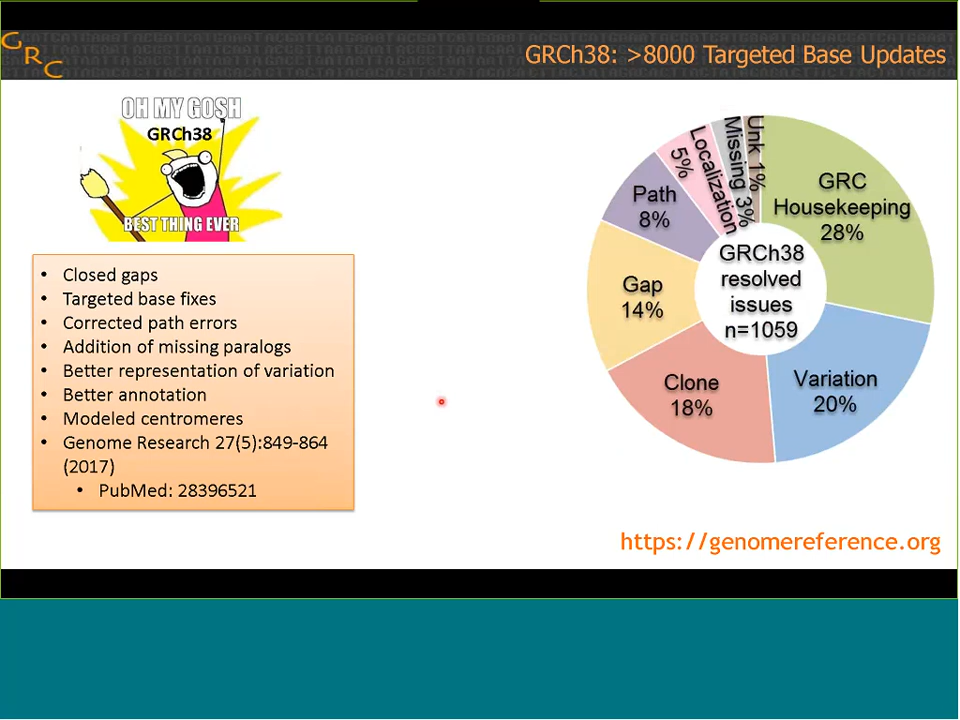 GRC
GRCh38: >8000 Targeted Base Updates
OH MY GOSH
GRCh38
BEST THING EVER
• Closed gaps
• Targeted base fixes
• Corrected path errors
• Addition of missing paralogs
• Better representation of variation
• Better annotation
• Modeled centromeres
• Genome Research 27(5):849-864
(2017)
• PubMed: 28396521
GRC
Housekeeping
28%
Variation
20%
Clone
18%
Gap
14%
Path
8%
Localization
5%
Missing 3%
Unk 1%
GRCh38
resolved
issues
n=1059
https://genomereference.org